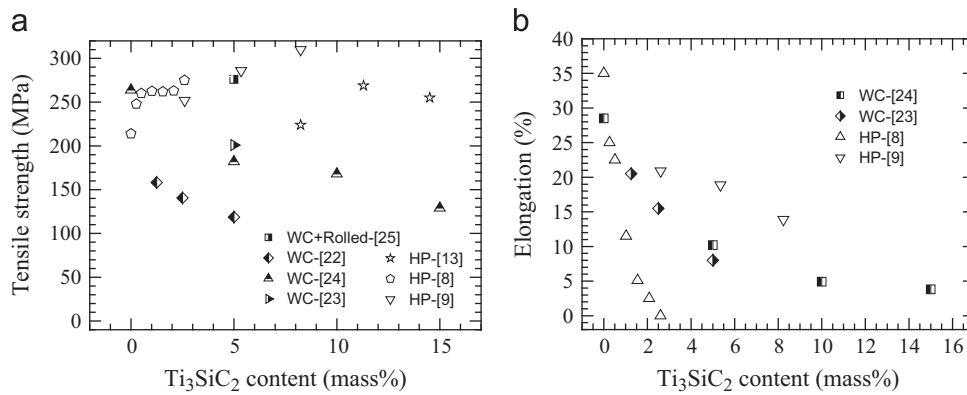 a
Tensile strength (MPa)
300
250
200
150
100
50
0
WC+Rolled-[25]
WC-[22]
WC-[24]
WC-[23]
HP-[13]
HP-[8]
HP-[9]
0 5 10 15
Ti₃SiC₂ content (mass%)
b
Elongation (%)
40
35
30
25
20
15
10
5
0
WC-[24]
WC-[23]
HP-[8]
HP-[9]
0 2 4 6 8 10 12 14 16
Ti₃SiC₂ content (mass%)